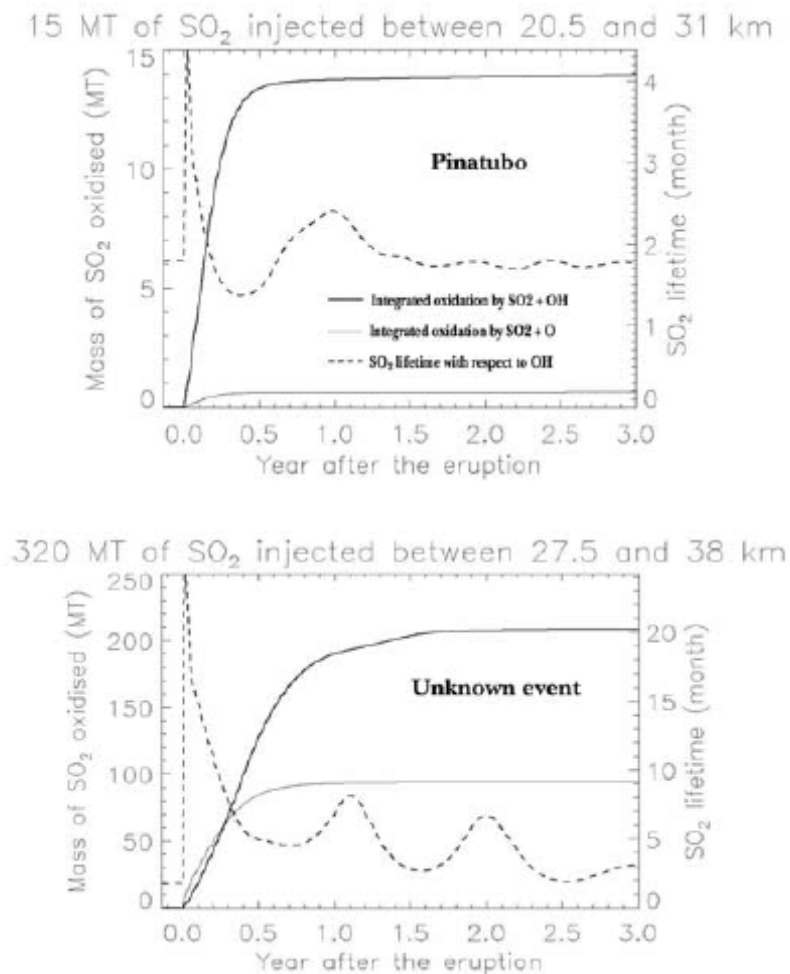 15 MT of SO2 injected between 20.5 and 31 km
Mass of SO2 oxidised (MT)
15
10
5
0
Pinatubo
Integrated oxidation by SO2 + OH
Integrated oxidation by SO2 + O
SO2 lifetime with respect to OH
4
3
2
1
0
SO2 lifetime (month)
0.0 0.5 1.0 1.5 2.0 2.5 3.0
Year after the eruption
320 MT of SO2 injected between 27.5 and 38 km
Mass of SO2 oxidised (MT)
250
200
150
100
50
0
Unknown event
20
15
10
5
0
SO2 lifetime (month)
0.0 0.5 1.0 1.5 2.0 2.5 3.0
Year after the eruption